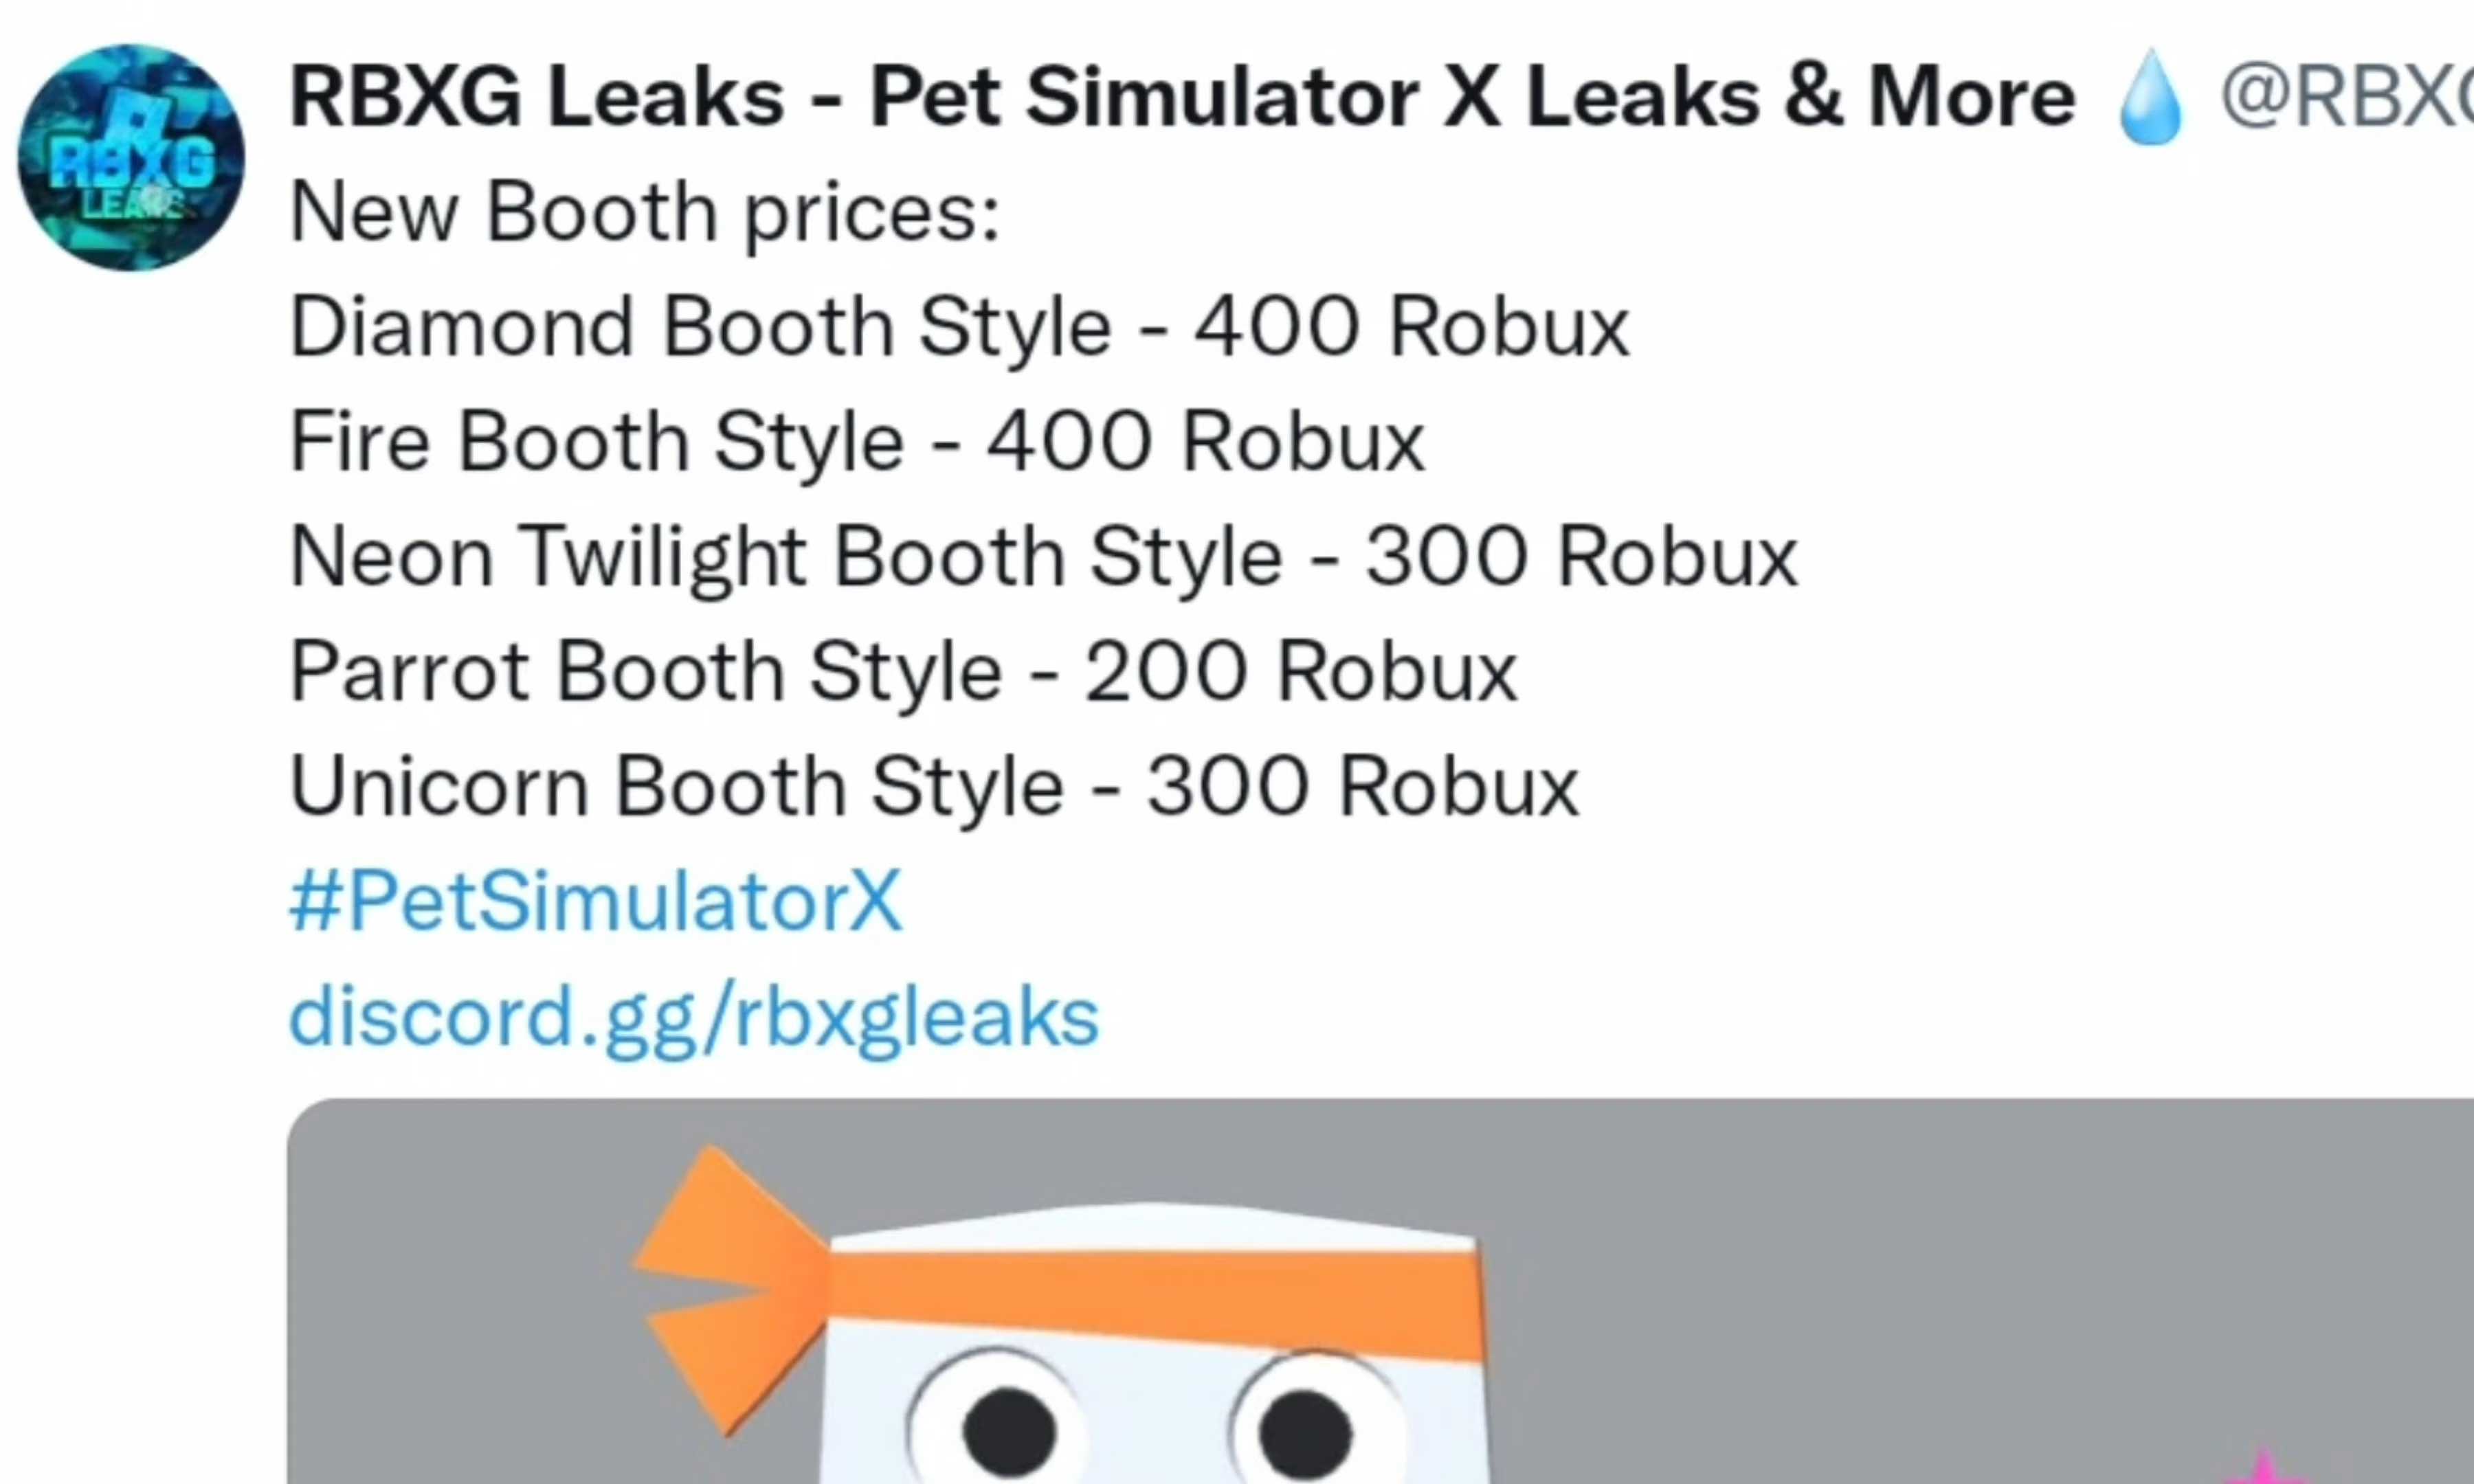 RBXG Leaks - Pet Simulator X Leaks & More 💧
New Booth prices:
Diamond Booth Style - 400 Robux
Fire Booth Style - 400 Robux
Neon Twilight Booth Style - 300 Robux
Parrot Booth Style - 200 Robux
Unicorn Booth Style - 300 Robux
#PetSimulatorX
discord.gg/rbxgleaks
RBXG
LEAKS